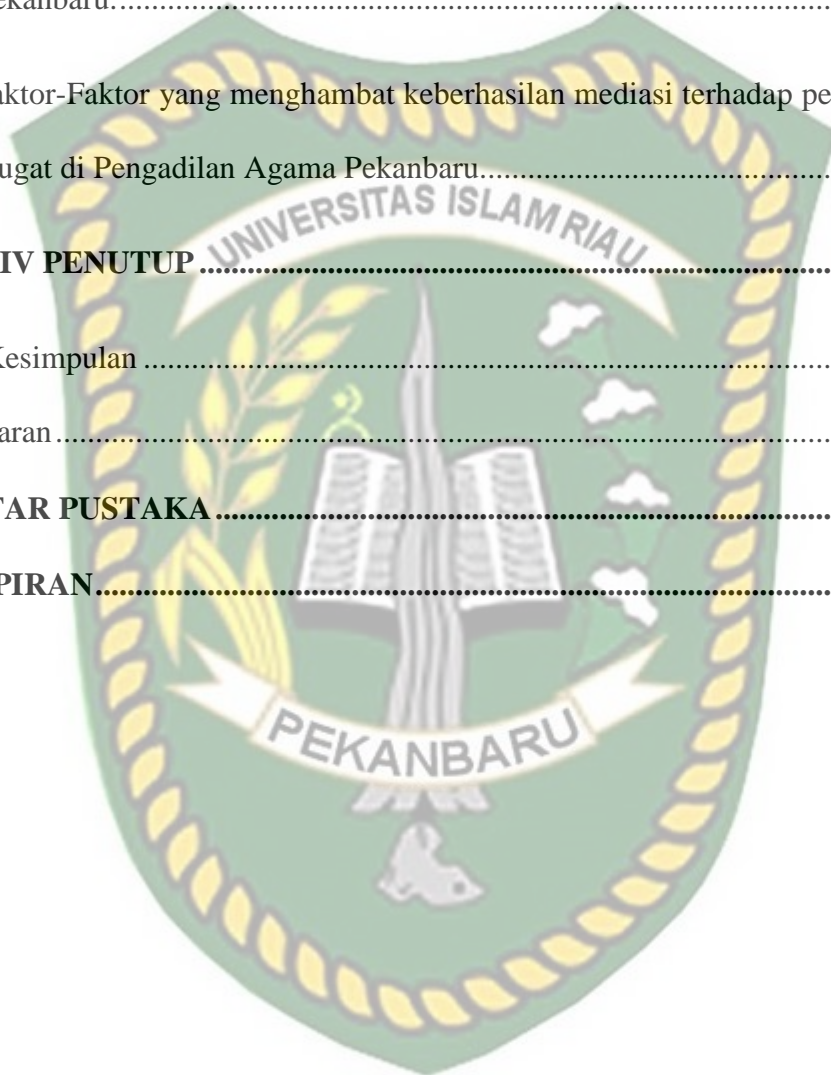 ekanbaru.......................................................................................
aktor-Faktor yang menghambat keberhasilan mediasi terhadap pe
ugat di Pengadilan Agama Pekanbaru............................................
UNIVERSITAS ISLAM RIAU
IV PENUTUP ...............................................................................
Kesimpulan ..................................................................................
aran .............................................................................................
TAR PUSTAKA ............................................................................
PIRAN..........................................................................................
PEKANBARU